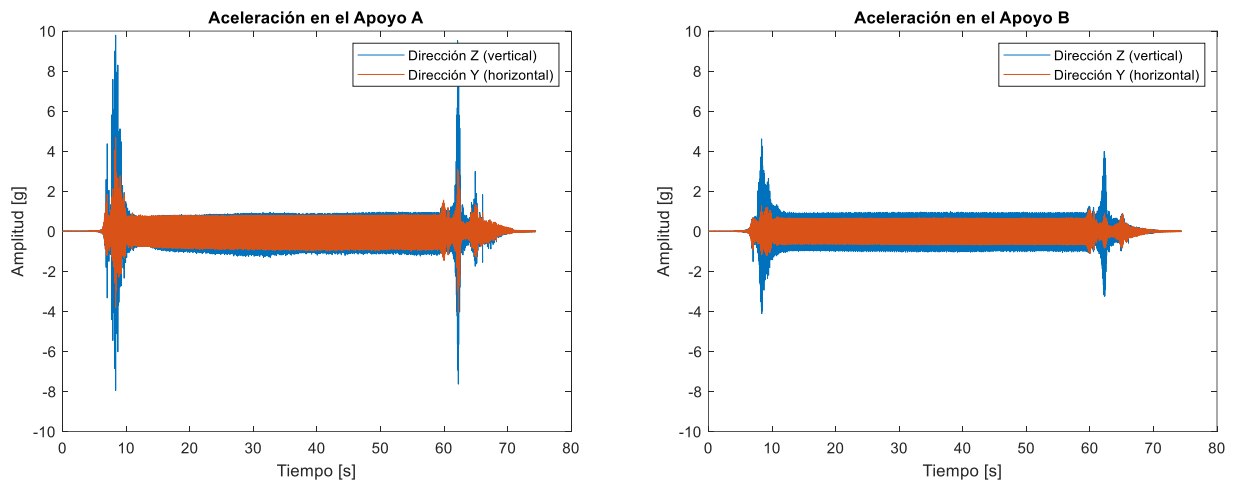 Aceleración en el Apoyo A
10
8
6
4
2
0
-2
-4
-6
-8
-10
Amplitud [g]
0 10 20 30 40 50 60 70 80
Tiempo [s]
Dirección Z (vertical)
Dirección Y (horizontal)
Aceleración en el Apoyo B
10
8
6
4
2
0
-2
-4
-6
-8
-10
Amplitud [g]
0 10 20 30 40 50 60 70 80
Tiempo [s]
Dirección Z (vertical)
Dirección Y (horizontal)